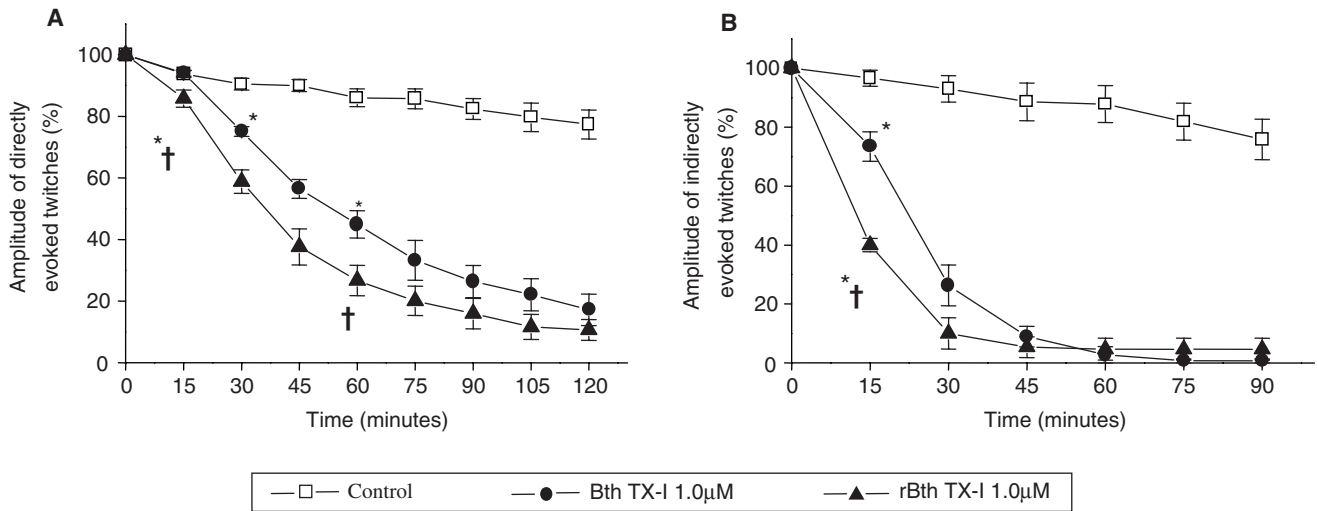 A
Amplitude of directly
evoked twitches (%)
100
80
60
40
20
0
*†
*
*
†
0 15 30 45 60 75 90 105 120
Time (minutes)
B
Amplitude of indirectly
evoked twitches (%)
100
80
60
40
20
0
*
*†
0 15 30 45 60 75 90
Time (minutes)
Control Bth TX-I 1.0μM rBth TX-I 1.0μM